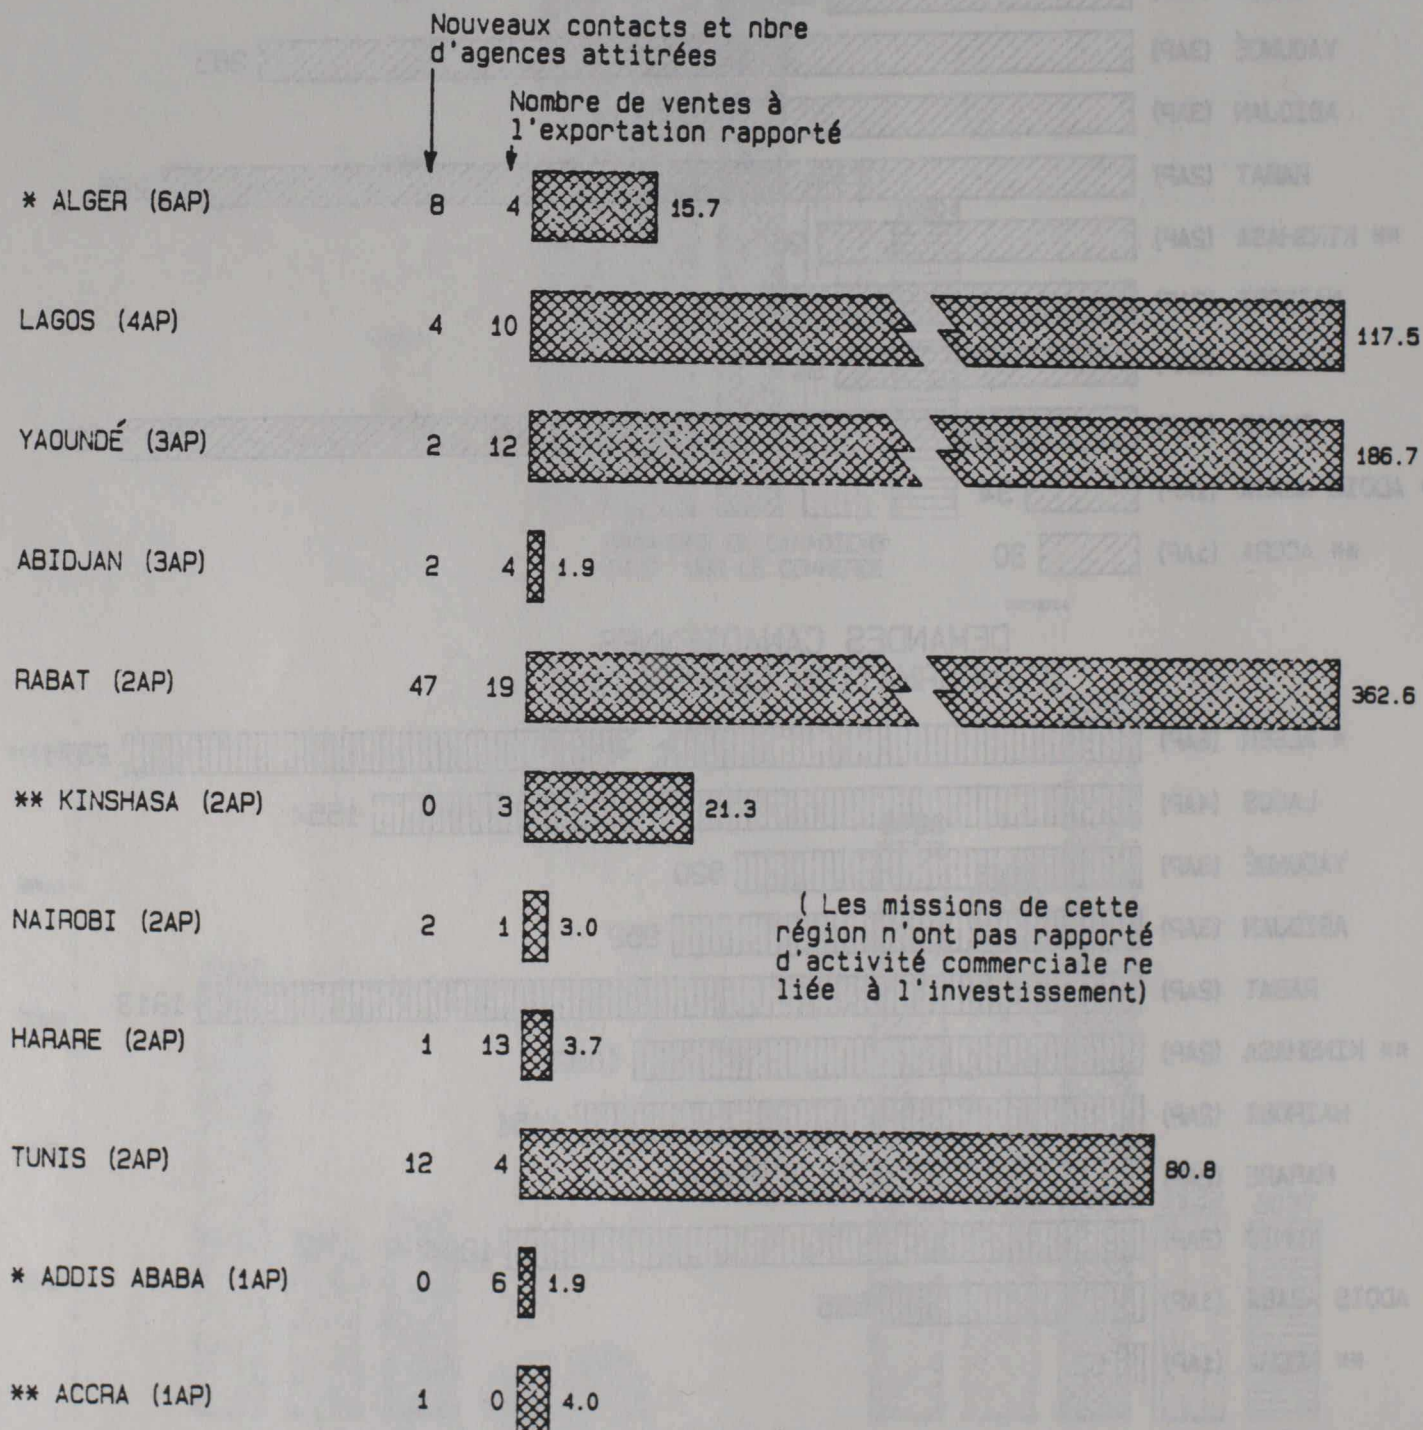 Nouveaux contacts et nbre
d'agences attitrées
Nombre de ventes à
l'exportation rapporté
* ALGER (6AP) 8 4 15.7
LAGOS (4AP) 4 10 117.5
YAOUNDÉ (3AP) 2 12 186.7
ABIDJAN (3AP) 2 4 1.9
RABAT (2AP) 47 19 362.6
** KINSHASA (2AP) 0 3 21.3
NAIROBI (2AP) 2 1 3.0
( Les missions de cette
région n'ont pas rapporté
d'activité commerciale re
liée à l'investissement)
HARARE (2AP) 1 13 3.7
TUNIS (2AP) 12 4 80.8
* ADDIS ABABA (1AP) 0 6 1.9
** ACCRA (1AP) 1 0 4.0